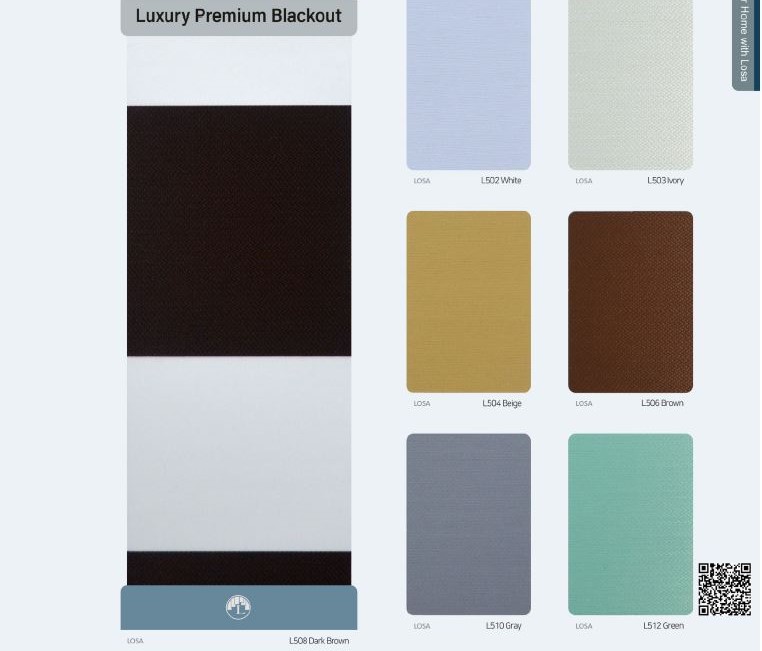 Luxury Premium Blackout
r Home with Losa
LOSA L502 White
LOSA L503 Ivory
LOSA L504 Beige
LOSA L506 Brown
LOSA L510 Gray
LOSA L512 Green
LOSA L508 Dark Brown